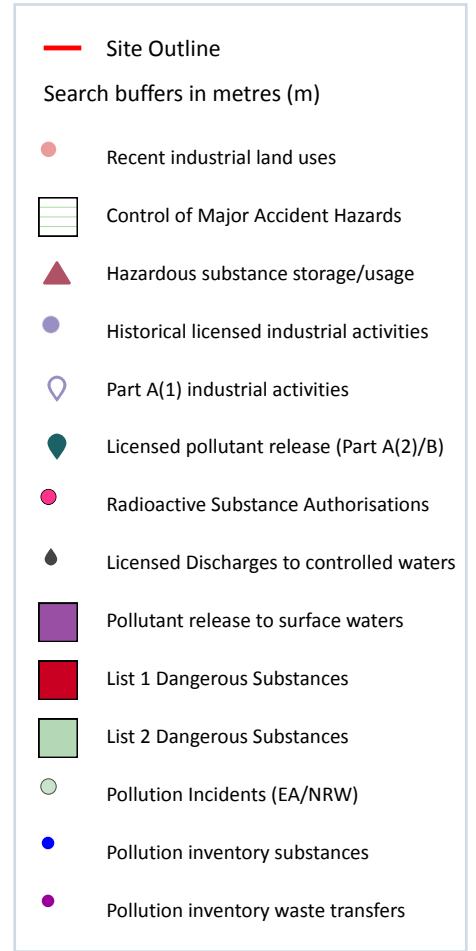 Site Outline
Search buffers in metres (m)
Recent industrial land uses
Control of Major Accident Hazards
Hazardous substance storage/usage
Historical licensed industrial activities
Part A(1) industrial activities
Licensed pollutant release (Part A(2)/B)
Radioactive Substance Authorisations
Licensed Discharges to controlled waters
Pollutant release to surface waters
List 1 Dangerous Substances
List 2 Dangerous Substances
Pollution Incidents (EA/NRW)
Pollution inventory substances
Pollution inventory waste transfers